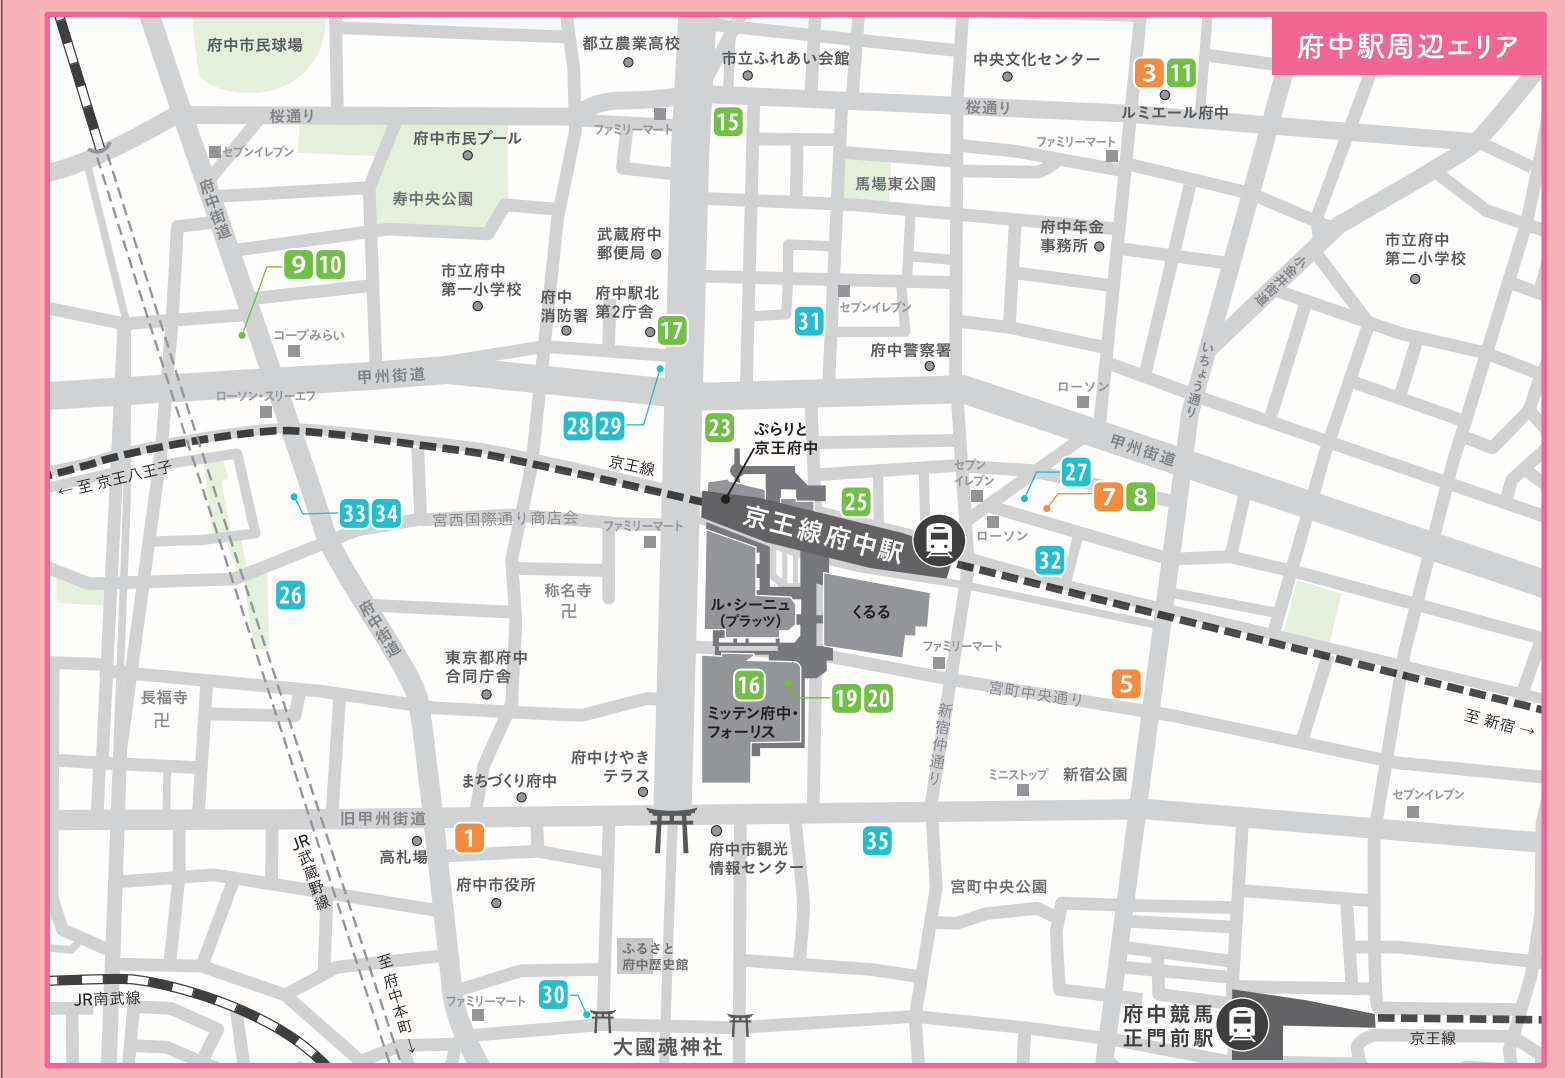 府中駅周辺エリア
府中市民球場
都立農業高校
市立ふれあい会館
中央文化センター
3 11
ルミエール府中
桜通り
ファミリーマート
15
桜通り
ファミリーマート
府中市民プール
セブンイレブン
寿中央公園
馬場東公園
府中街道
武蔵府中
郵便局
府中年金
事務所
市立府中
第二小学校
9 10
市立府中
第一小学校
府中
消防署
府中駅北
第2庁舎
17
小金井街道
セブンイレブン
31
コープみらい
府中警察署
いちょう通り
甲州街道
ローソン・スリーエフ
ローソン
28 29
23
ぷらりと
京王府中
甲州街道
京王線
← 至 京王八王子
セブン
イレブン
27
7 8
25
33 34
宮西国際通り商店会
ファミリーマート
京王線府中駅
ローソン
32
26
称名寺
卍
ル・シーニュ
(プラッツ)
くるる
府中街道
東京都府中
合同庁舎
ファミリーマート
長福寺
卍
16
19 20
5
宮町中央通り
ミッテン府中・
フォーリス
新宿仲通り
至 新宿 →
府中けやき
テラス
まちづくり府中
ミニストップ
新宿公園
セブンイレブン
旧甲州街道
1
高札場
JR武蔵野線
府中市観光
情報センター
35
府中市役所
宮町中央公園
ふるさと
府中歴史館
至 府中本町 →
JR南武線
ファミリーマート
30
大國魂神社
府中競馬
正門前駅
京王線